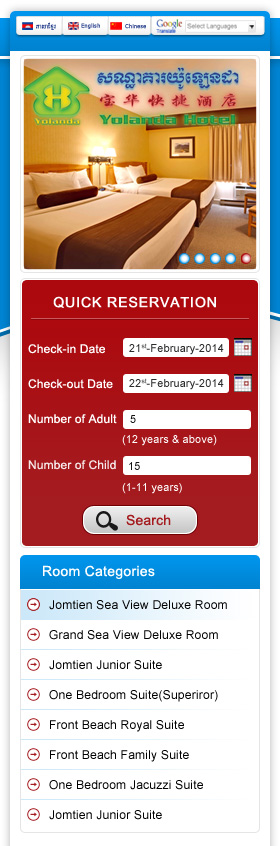 ភាសាខ្មែរ English Chinese Google Translate Select Languages
សណ្ឋាគារយ៉ូឡេនដា
宝华快捷酒店
Yolanda Yolanda Hotel
QUICK RESERVATION
Check-in Date 21st-February-2014
Check-out Date 22st-February-2014
Number of Adult 5
(12 years & above)
Number of Child 15
(1-11 years)
Search
Room Categories
Jomtien Sea View Deluxe Room
Grand Sea View Deluxe Room
Jomtien Junior Suite
One Bedroom Suite(Superiror)
Front Beach Royal Suite
Front Beach Family Suite
One Bedroom Jacuzzi Suite
Jomtien Junior Suite